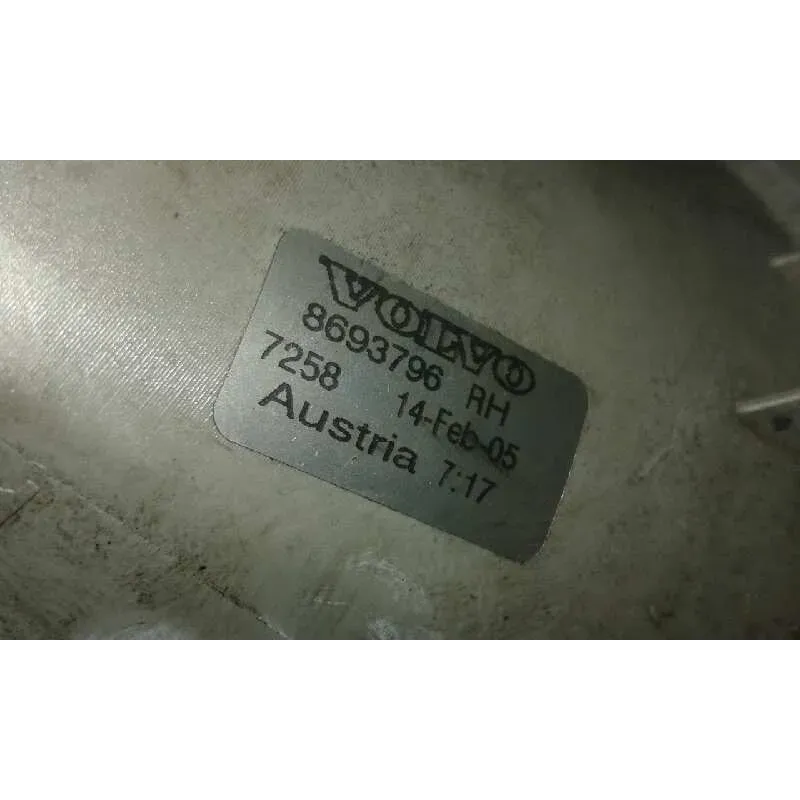 VOLVO
8693796 RH
7258 14-Feb-05
Austria 7:17